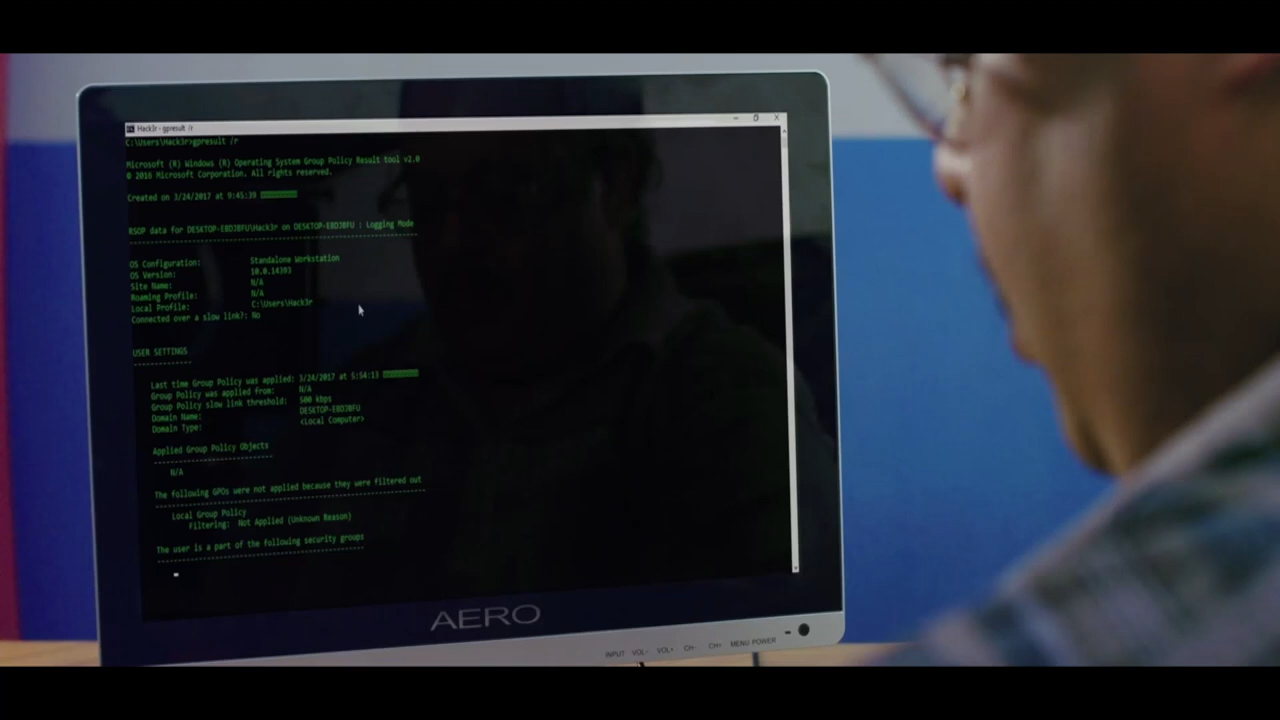 Hack3r - gpresult /r
C:\Users\Hack3r>gpresult /r
Microsoft (R) Windows (R) Operating System Group Policy Result tool v2.0
© 2016 Microsoft Corporation. All rights reserved.
Created on 3/24/2017 at 9:45:39
RSOP data for DESKTOP-EBDJBFU\Hack3r on DESKTOP-EBDJBFU : Logging Mode
OS Configuration: Standalone Workstation
OS Version: 10.0.14393
Site Name: N/A
Roaming Profile: N/A
Local Profile: C:\Users\Hack3r
Connected over a slow link?: No
USER SETTINGS
Last time Group Policy was applied: 3/24/2017 at 5:54:13
Group Policy was applied from: N/A
Group Policy slow link threshold: 500 kbps
Domain Name: DESKTOP-EBDJBFU
Domain Type: <Local Computer>
Applied Group Policy Objects
N/A
The following GPOs were not applied because they were filtered out
Local Group Policy
Filtering: Not Applied (Unknown Reason)
The user is a part of the following security groups
AERO
INPUT VOL- VOL+ CH- CH+ MENU POWER